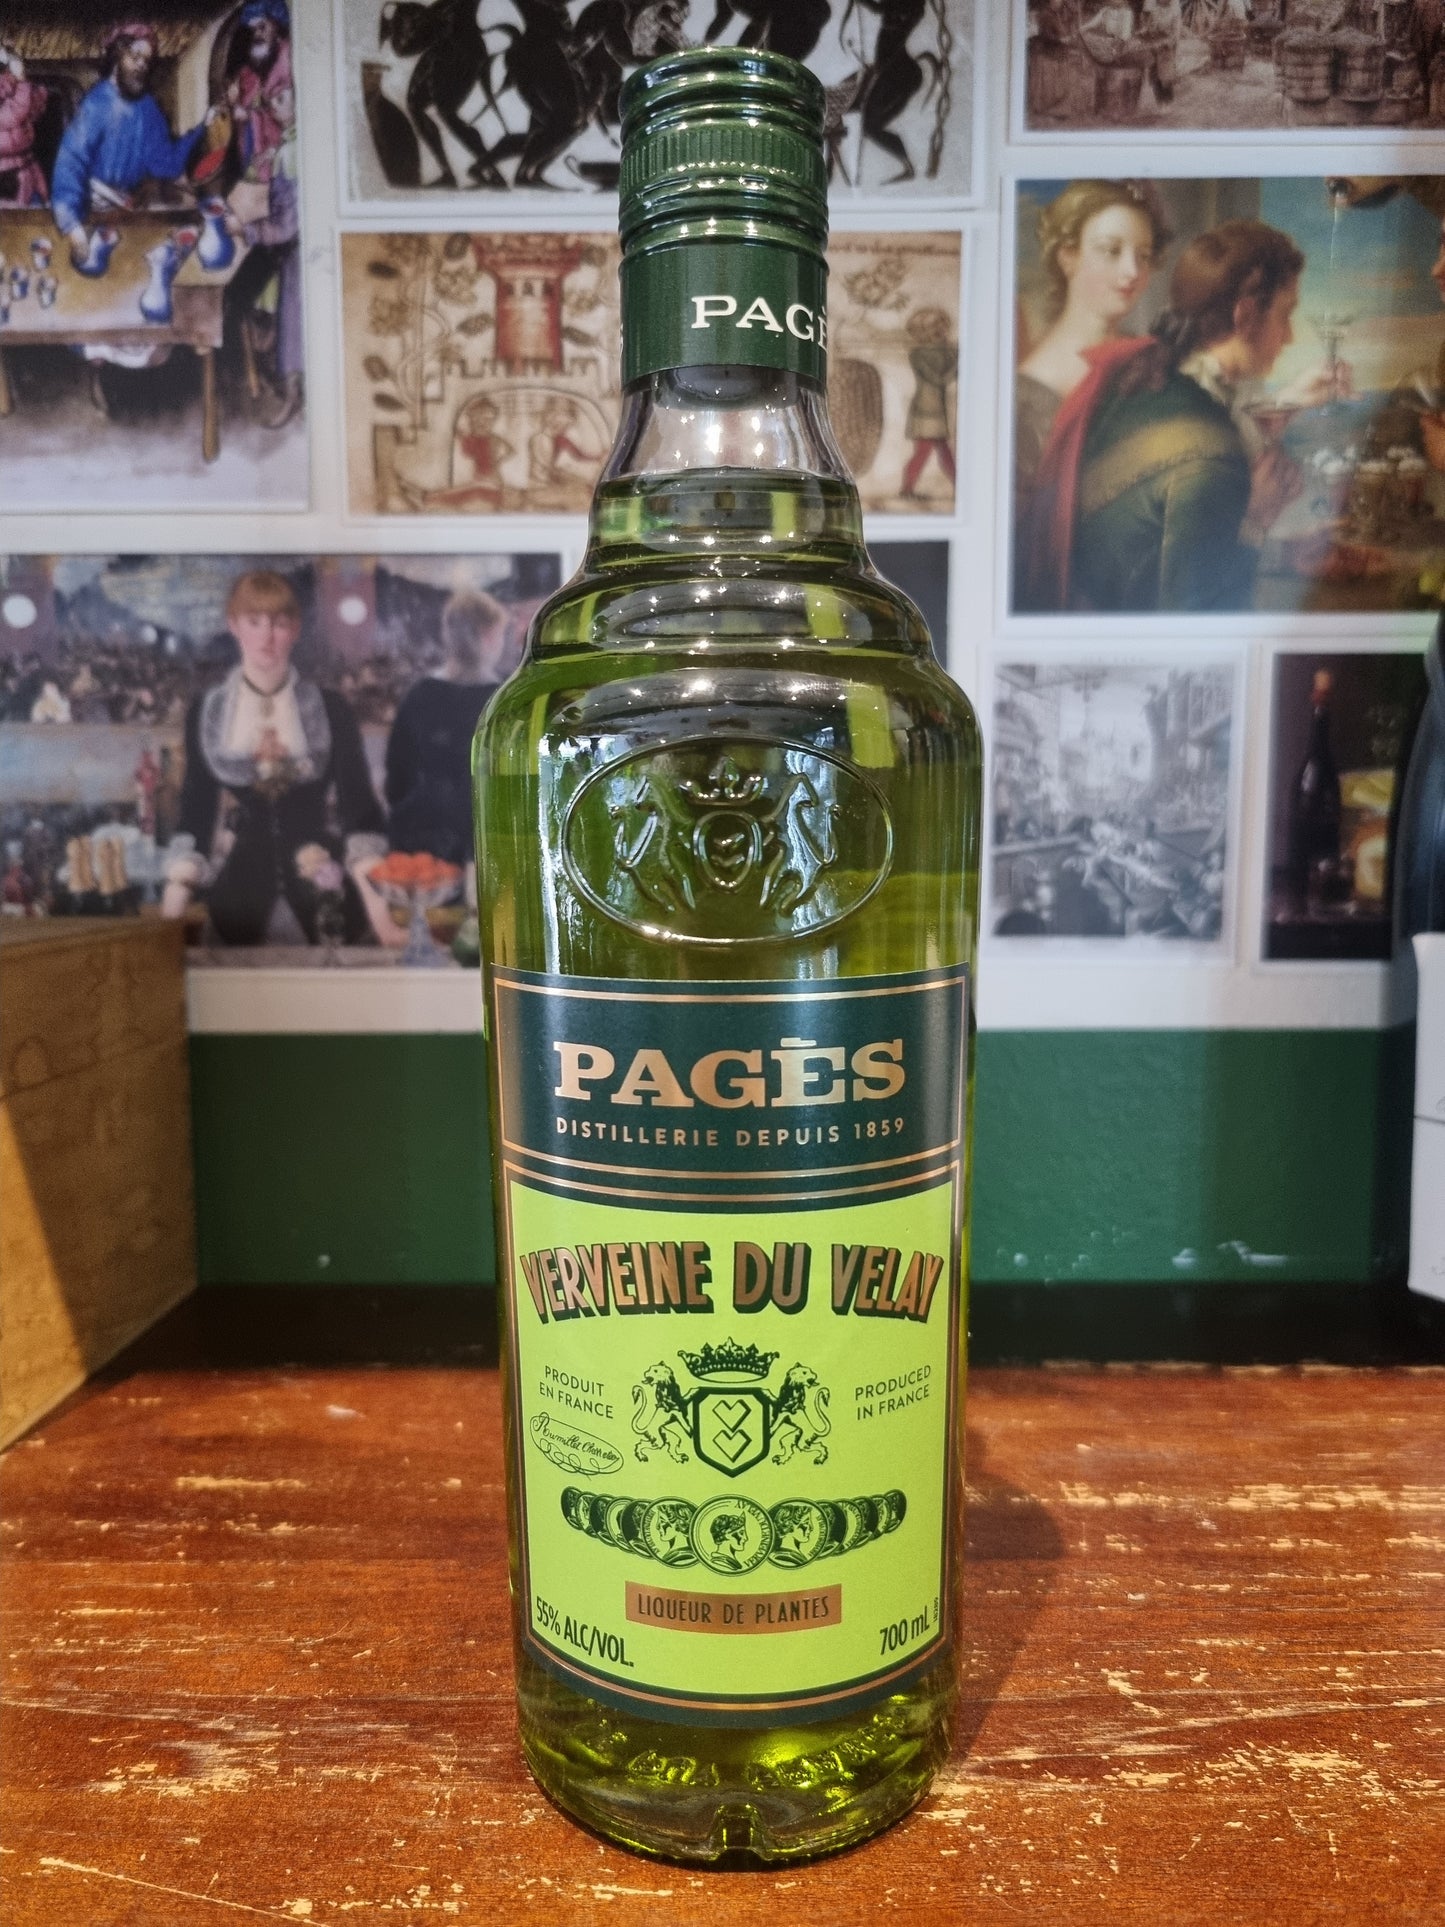 PAGÈ
PAGÈS
DISTILLERIE DEPUIS 1859
VERVEINE DU VELAY
PRODUIT
EN FRANCE
PRODUCED
IN FRANCE
LIQUEUR DE PLANTES
55% ALC/VOL.
700 mL